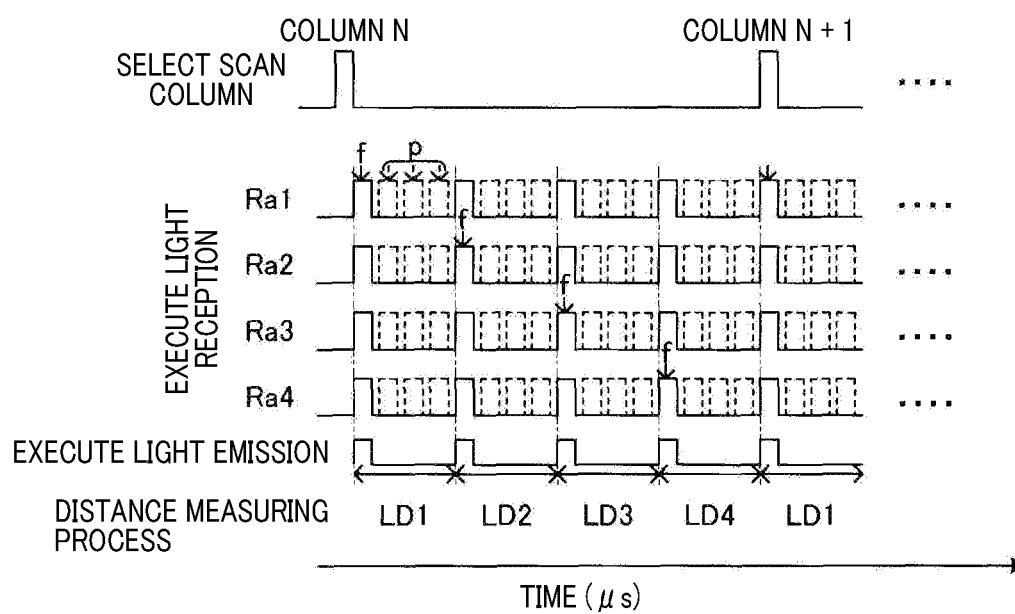 COLUMN N
COLUMN N + 1
SELECT SCAN
COLUMN
....
f
p
Ra1
....
f
Ra2
....
EXECUTE LIGHT
RECEPTION
f
Ra3
....
f
Ra4
....
EXECUTE LIGHT EMISSION
DISTANCE MEASURING
PROCESS
LD1
LD2
LD3
LD4
LD1
TIME (μs)